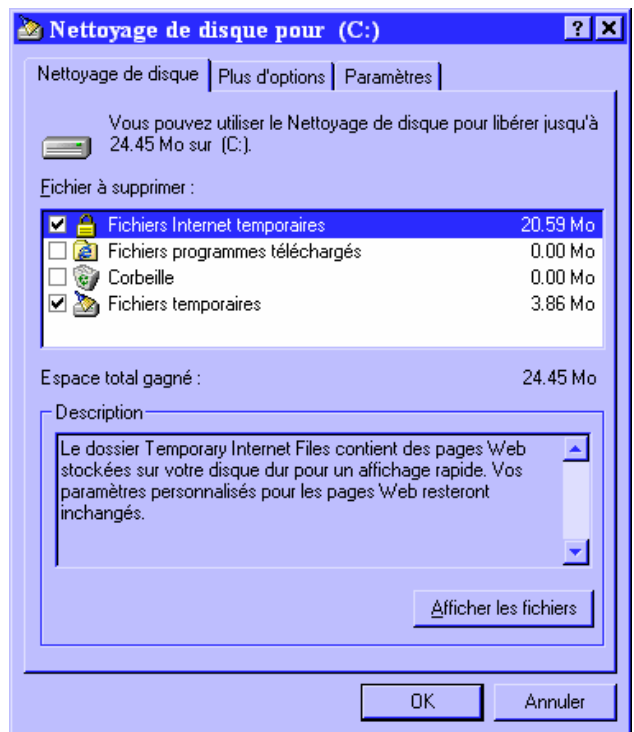 Nettoyage de disque pour (C:)
Nettoyage de disque Plus d'options Paramètres
Vous pouvez utiliser le Nettoyage de disque pour libérer jusqu'à
24.45 Mo sur (C:).
Fichier à supprimer :
Fichiers Internet temporaires 20.59 Mo
Fichiers programmes téléchargés 0.00 Mo
Corbeille 0.00 Mo
Fichiers temporaires 3.86 Mo
Espace total gagné : 24.45 Mo
Description
Le dossier Temporary Internet Files contient des pages Web
stockées sur votre disque dur pour un affichage rapide. Vos
paramètres personnalisés pour les pages Web resteront
inchangés.
Afficher les fichiers
OK Annuler